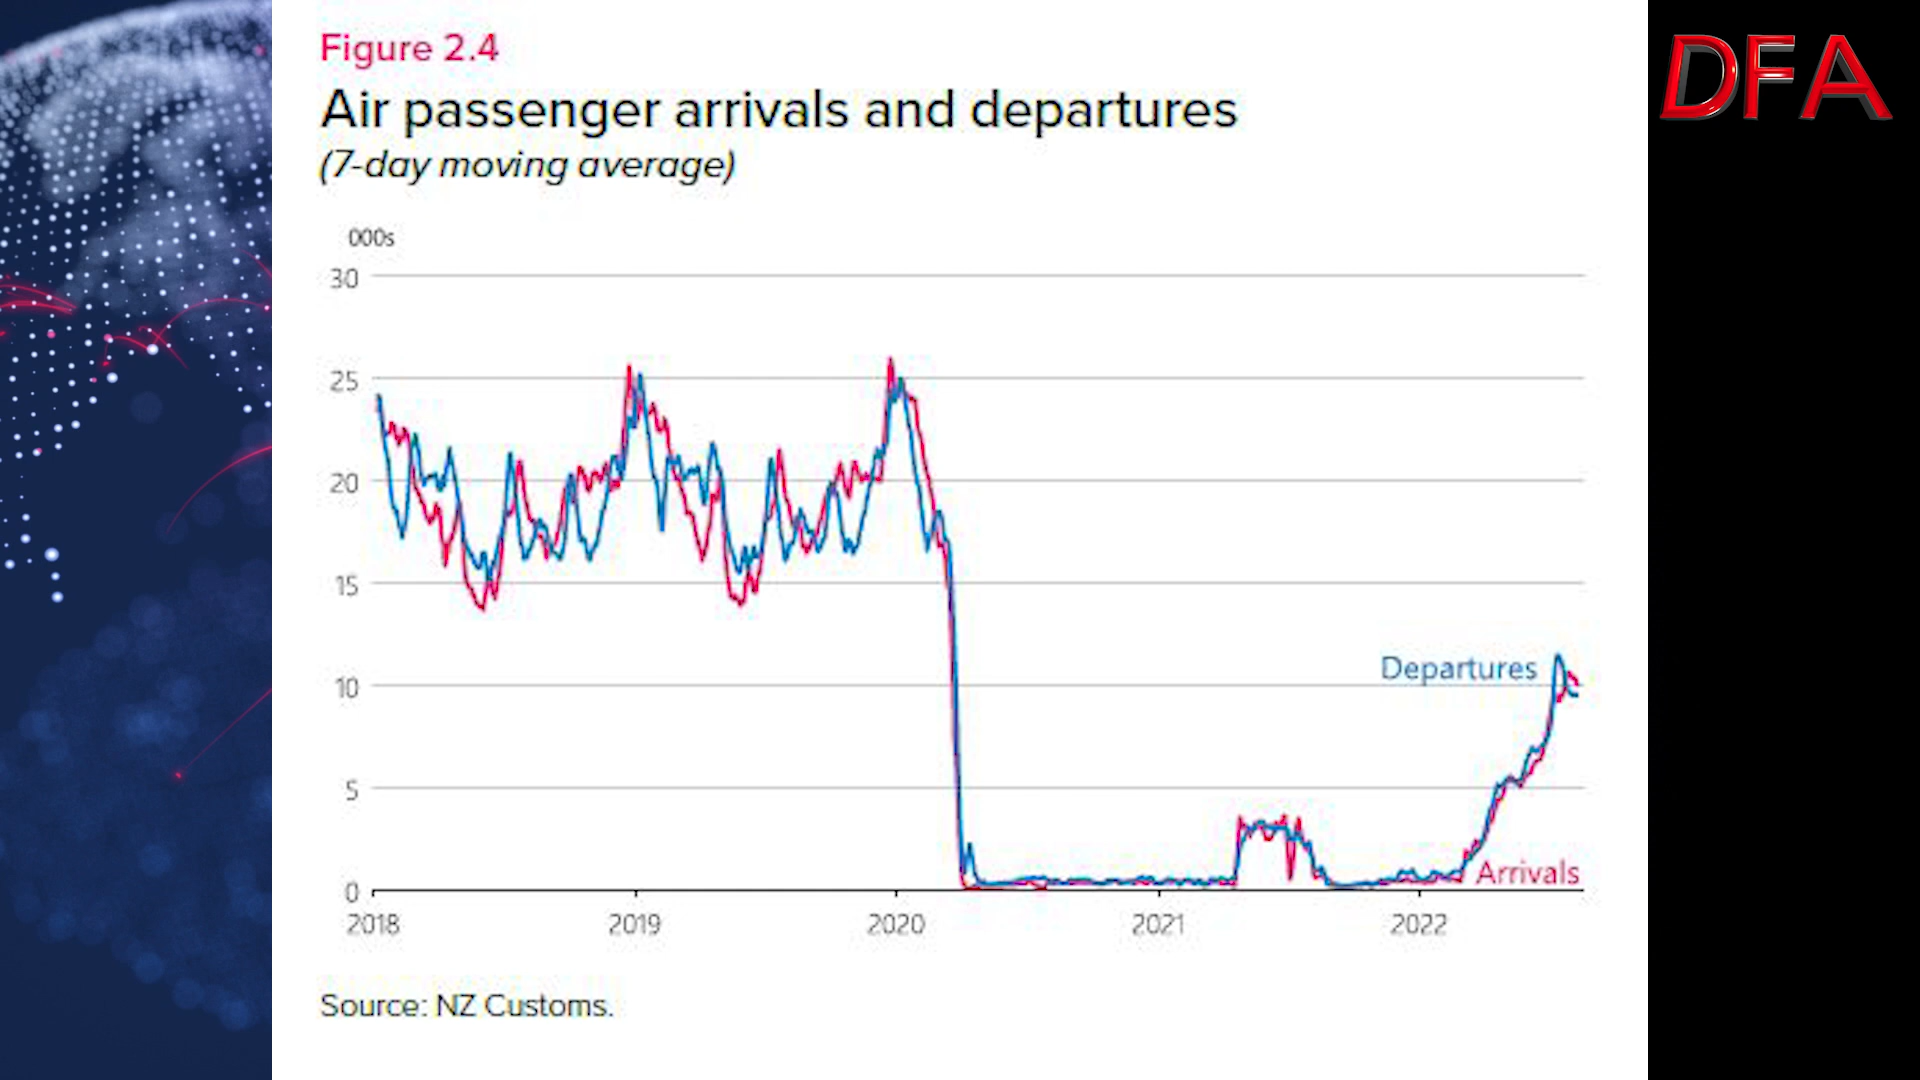 Figure 2.4
DFA
Air passenger arrivals and departures
(7-day moving average)
000s
30
25
20
15
10
5
0
Departures
Arrivals
2018 2019 2020 2021 2022
Source: NZ Customs.